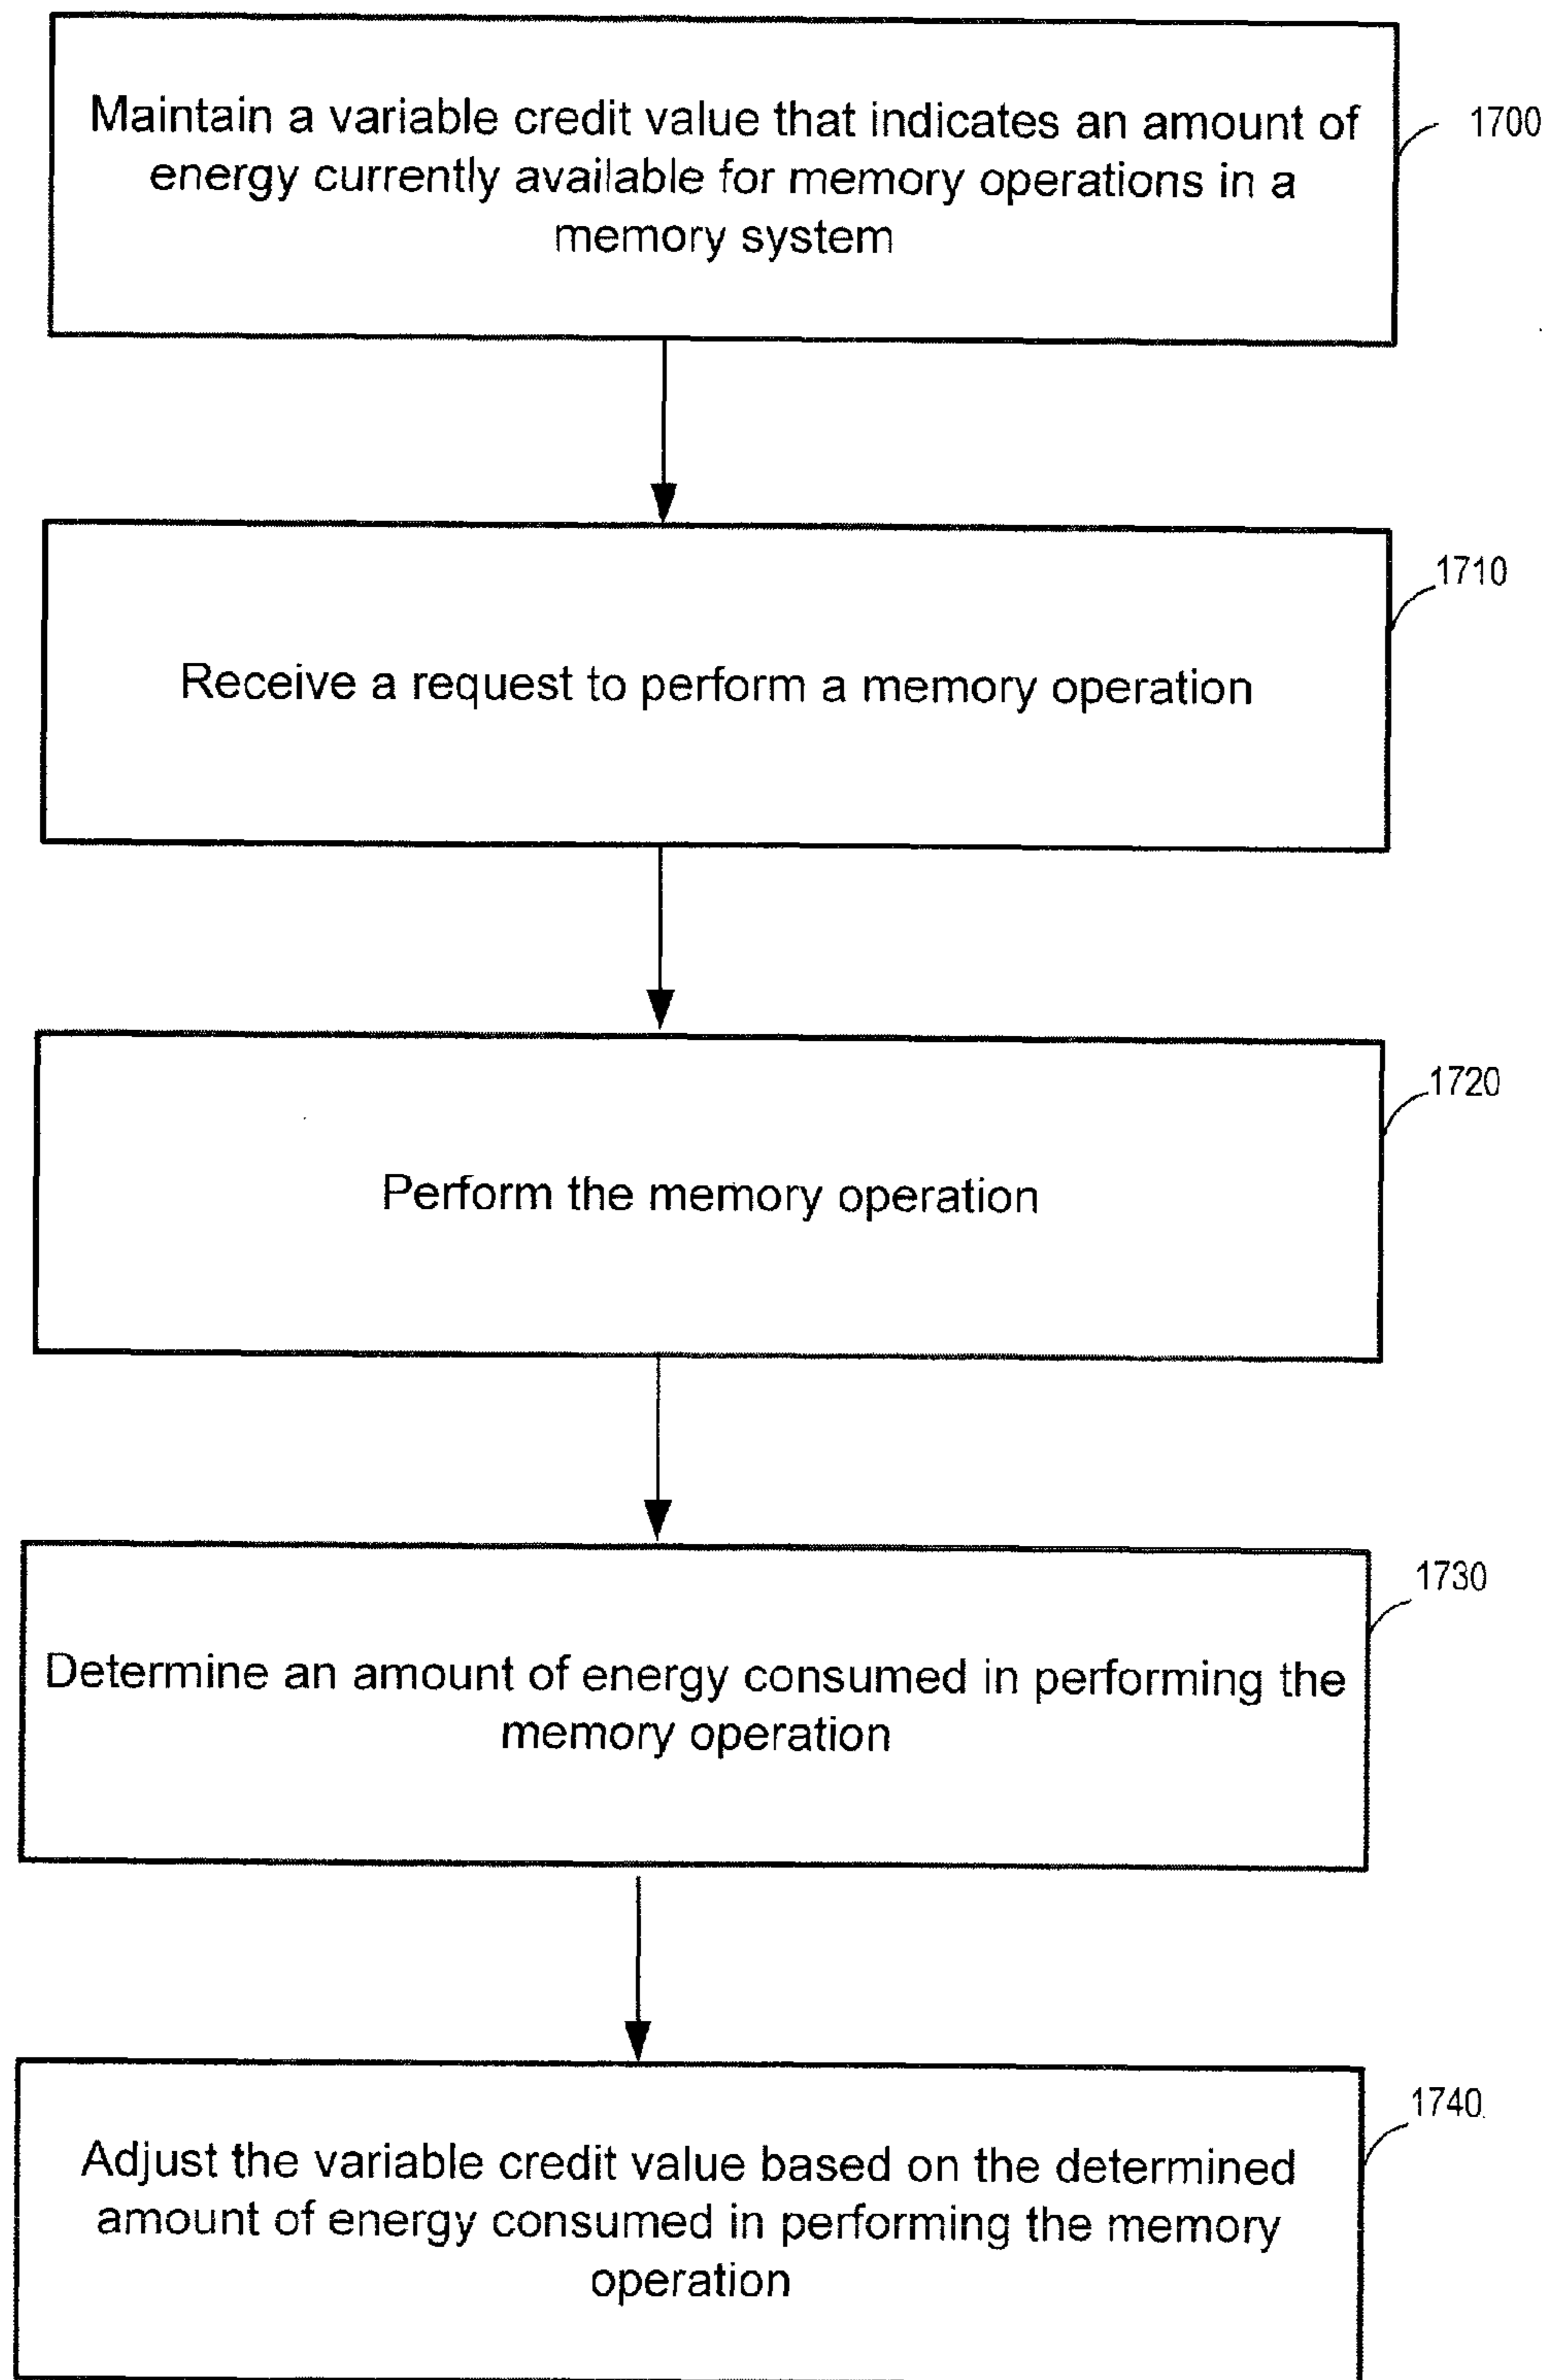 Maintain a variable credit value that indicates an amount of
energy currently available for memory operations in a
memory system
1700
Receive a request to perform a memory operation
1710
Perform the memory operation
1720
Determine an amount of energy consumed in performing the
memory operation
1730
Adjust the variable credit value based on the determined
amount of energy consumed in performing the memory
operation
1740